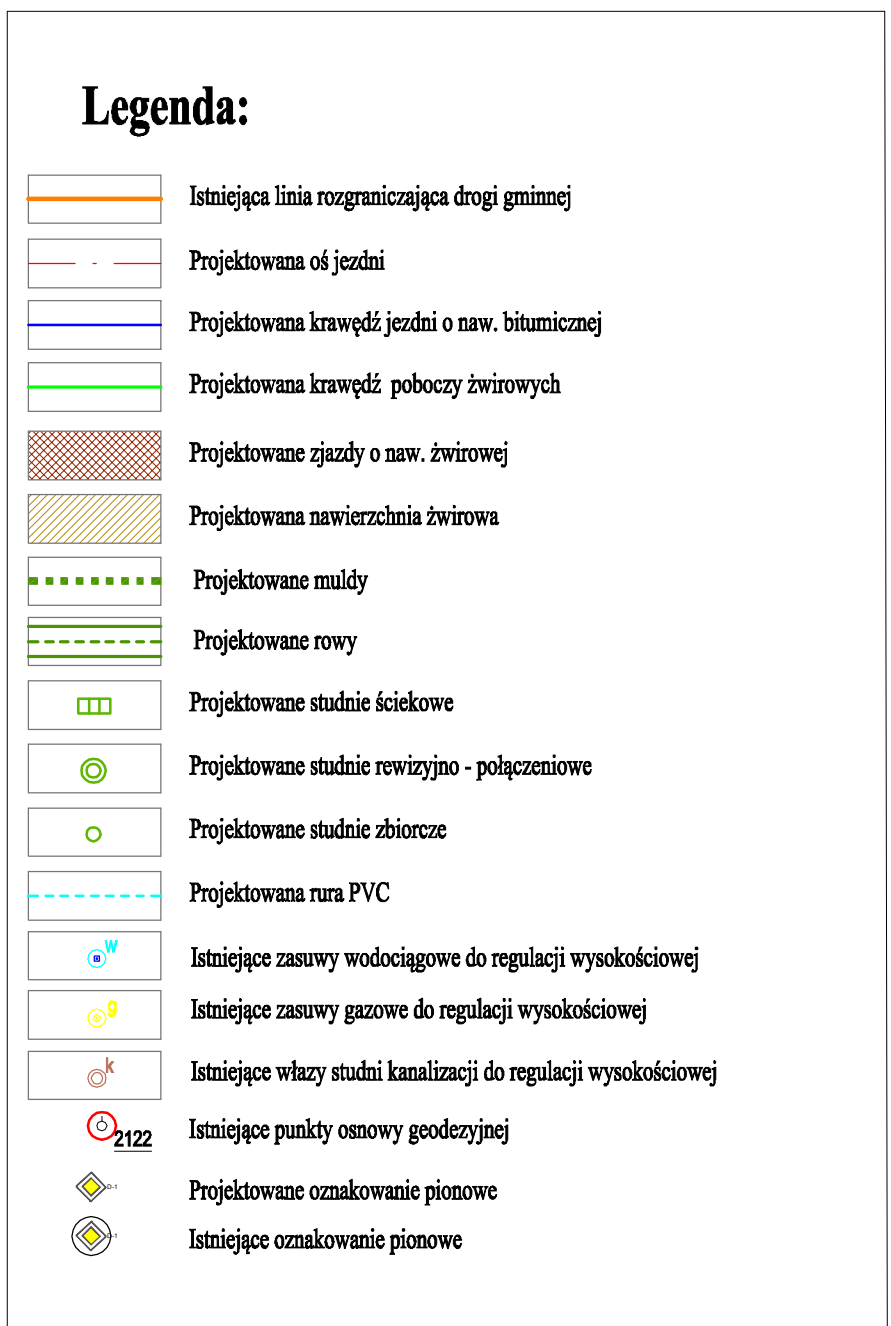 Legenda:
Istniejąca linia rozgraniczająca drogi gminnej
Projektowana oś jezdni
Projektowana krawędź jezdni o naw. bitumicznej
Projektowana krawędź poboczy żwirowych
Projektowane zjazdy o naw. żwirowej
Projektowana nawierzchnia żwirowa
Projektowane muldy
Projektowane rowy
Projektowane studnie ściekowe
Projektowane studnie rewizyjno - połączeniowe
Projektowane studnie zbiorcze
Projektowana rura PVC
w Istniejące zasuwy wodociągowe do regulacji wysokościowej
g Istniejące zasuwy gazowe do regulacji wysokościowej
k Istniejące włazy studni kanalizacji do regulacji wysokościowej
2122 Istniejące punkty osnowy geodezyjnej
D-1 Projektowane oznakowanie pionowe
D-1 Istniejące oznakowanie pionowe